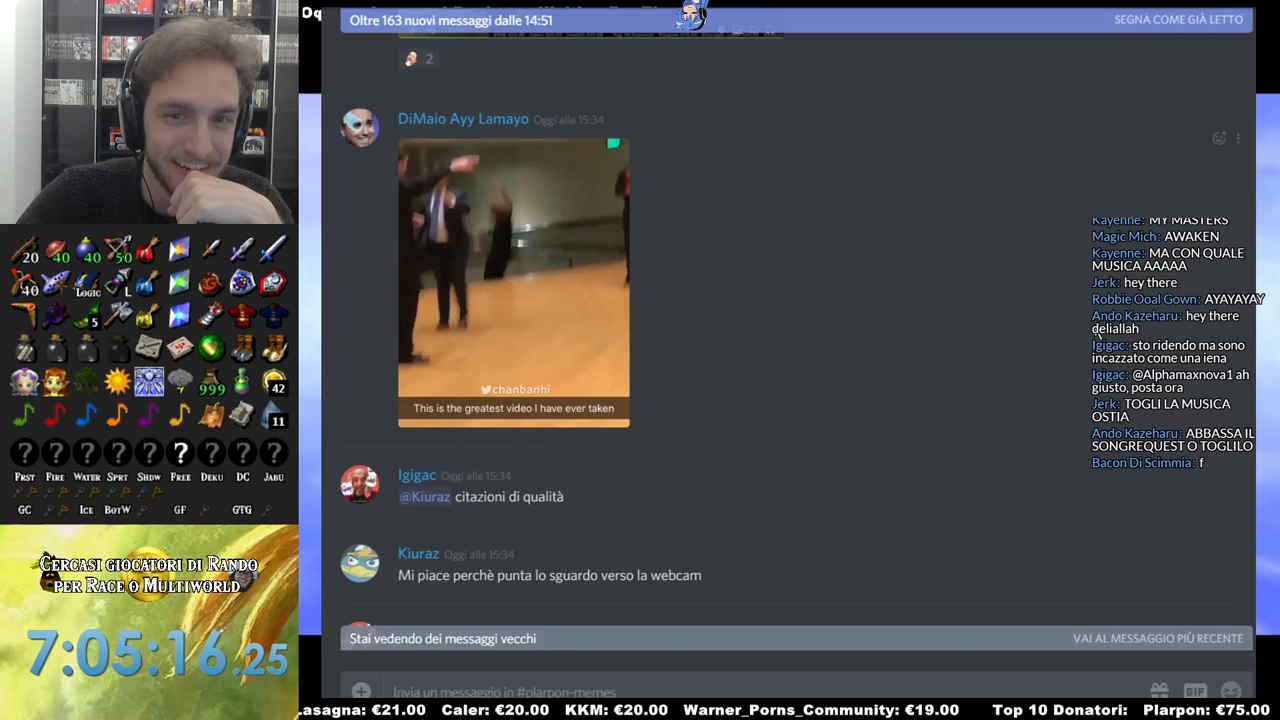 Oltre 163 nuovi messaggi dalle 14:51
SEGNA COME GIÀ LETTO
2
DiMaio Ayy Lamayo Oggi alle 15:34
chanbanhi
This is the greatest video I have ever taken
Igigac Oggi alle 15:34
@Kiuraz citazioni di qualità
Kiuraz Oggi alle 15:34
Mi piace perchè punta lo sguardo verso la webcam
Stai vedendo dei messaggi vecchi
VAI AL MESSAGGIO PIÙ RECENTE
Invia un messaggio in #plarpon-memes
GIF
Kayenne: MY MASTERS
Magic Mich: AWAKEN
Kayenne: MA CON QUALE
MUSICA AAAAA
Jerk: hey there
Robbie Ooal Gown: AYAYAYAY
Ando Kazeharu: hey there
deliallah
Igigac: sto ridendo ma sono
incazzato come una iena
Igigac: @Alphamaxnova1 ah
giusto, posta ora
Jerk: TOGLI LA MUSICA
OSTIA
Ando Kazeharu: ABBASSA IL
SONGREQUEST O TOGLILO
Bacon Di Scimmia: f
20 40 40 50
40 LOGIC L
5
999 42
11
? ? ? ? ? ? ? ? ?
FRST FIRE WATER SPRT SHDW FREE DEKU DC JABU
GC ICE BOTW GF GTG
CERCASI GIOCATORI DI RANDO
PER RACE O MULTIWORLD
7:05:16.25
asagna: €21.00 Caler: €20.00 KKM: €20.00 Warner_Porns_Community: €19.00 Top 10 Donatori: Plarpon: €75.00